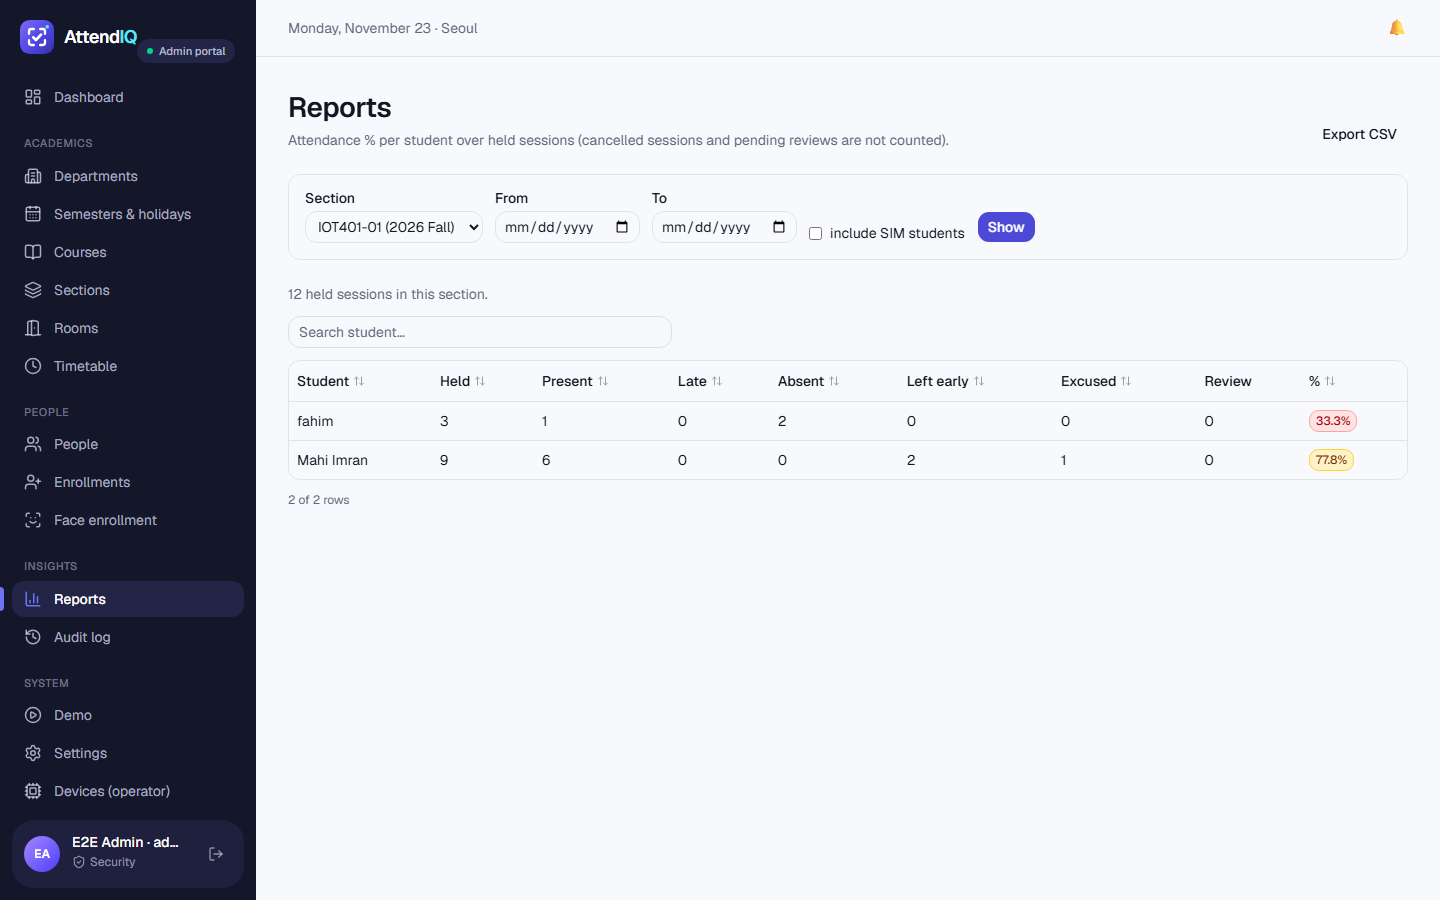 AttendIQ
Admin portal
Dashboard
ACADEMICS
Departments
Semesters & holidays
Courses
Sections
Rooms
Timetable
PEOPLE
People
Enrollments
Face enrollment
INSIGHTS
Reports
Audit log
SYSTEM
Demo
Settings
Devices (operator)
EA
E2E Admin · ad...
Security
Monday, November 23 · Seoul
Reports
Attendance % per student over held sessions (cancelled sessions and pending reviews are not counted).
Export CSV
Section From To
IOT401-01 (2026 Fall) mm/dd/yyyy mm/dd/yyyy include SIM students Show
12 held sessions in this section.
Search student...
Student Held Present Late Absent Left early Excused Review %
fahim 3 1 0 2 0 0 0 33.3%
Mahi Imran 9 6 0 0 2 1 0 77.8%
2 of 2 rows